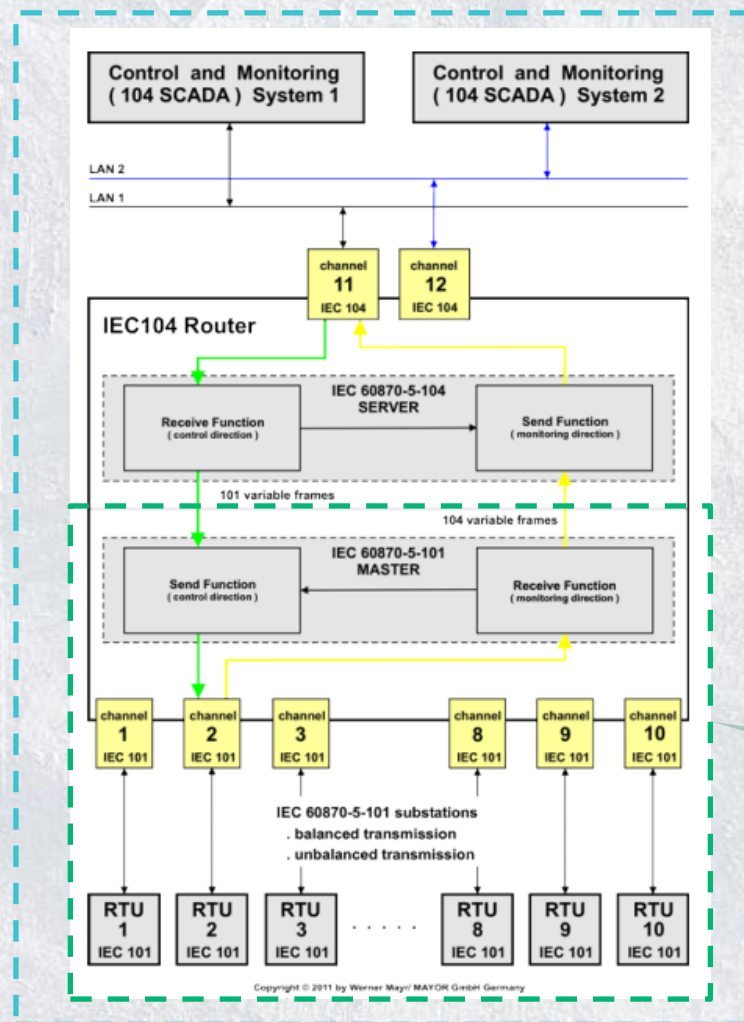 Control and Monitoring
( 104 SCADA ) System 1
Control and Monitoring
( 104 SCADA ) System 2
LAN 2
LAN 1
channel
11
IEC 104
channel
12
IEC 104
IEC104 Router
IEC 60870-5-104
SERVER
Receive Function
( control direction )
Send Function
( monitoring direction )
101 variable frames
104 variable frames
IEC 60870-5-101
MASTER
Send Function
( control direction )
Receive Function
( monitoring direction )
channel
1
IEC 101
channel
2
IEC 101
channel
3
IEC 101
channel
8
IEC 101
channel
9
IEC 101
channel
10
IEC 101
IEC 60870-5-101 substations
. balanced transmission
. unbalanced transmission
RTU
1
IEC 101
RTU
2
IEC 101
RTU
3
IEC 101
. . . . .
RTU
8
IEC 101
RTU
9
IEC 101
RTU
10
IEC 101
Copyright © 2011 by Werner Mayr/ MAYOR GmbH Germany